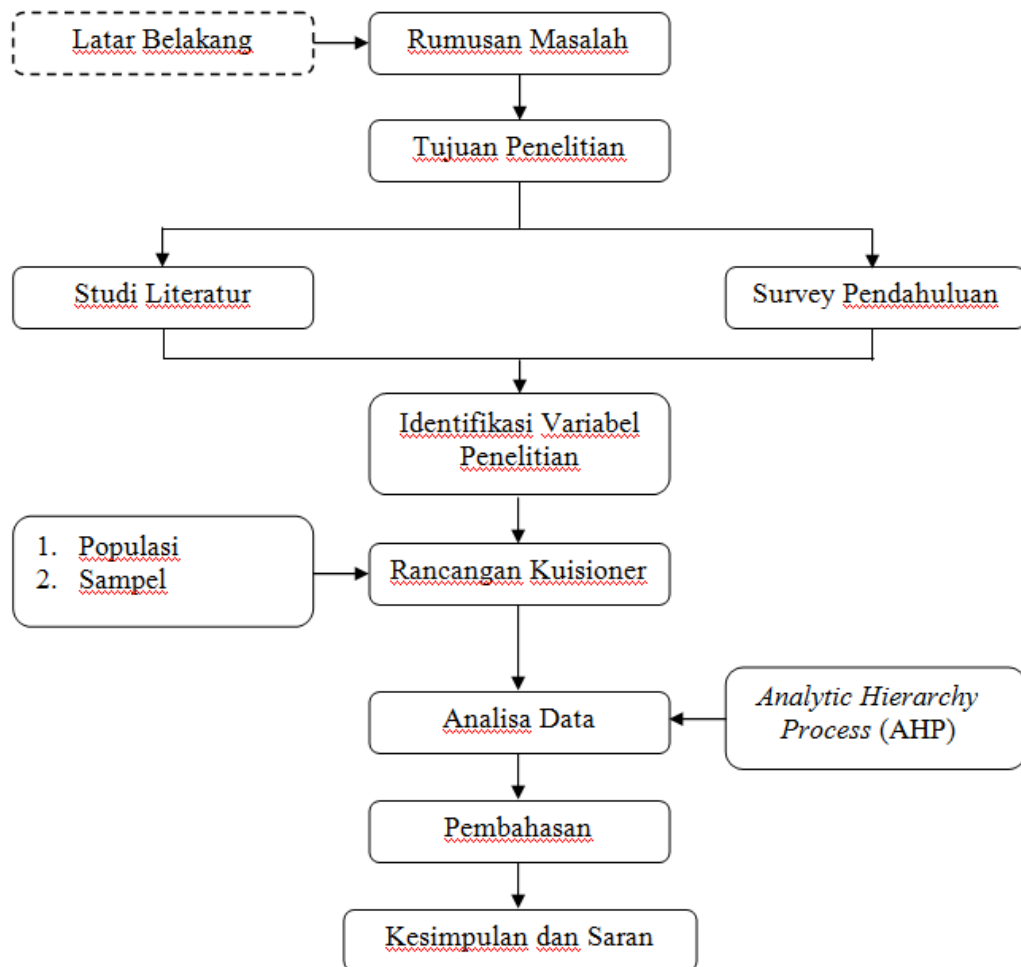 Latar Belakang
Rumusan Masalah
Tujuan Penelitian
Studi Literatur
Survey Pendahuluan
Identifikasi Variabel
Penelitian
1. Populasi
2. Sampel
Rancangan Kuisioner
Analisa Data
Analytic Hierarchy
Process (AHP)
Pembahasan
Kesimpulan dan Saran